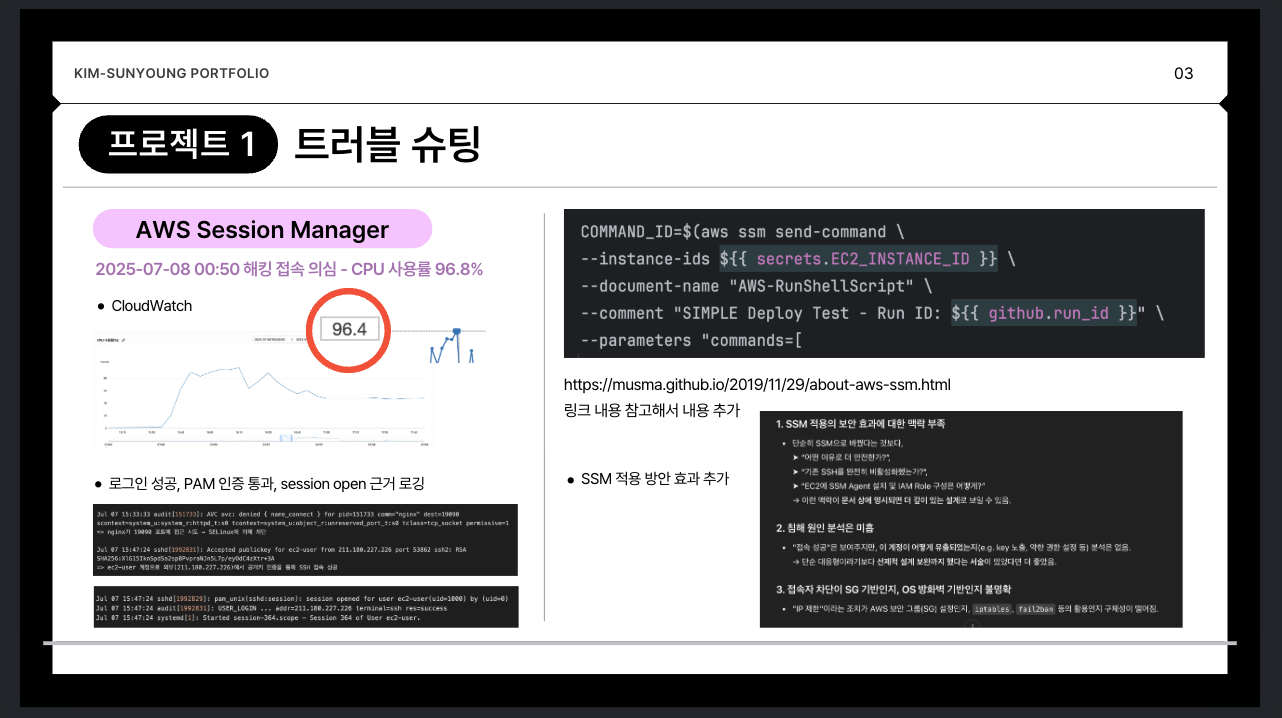 KIM-SUNYOUNG PORTFOLIO
03
프로젝트 1 트러블 슈팅
AWS Session Manager
2025-07-08 00:50 해킹 접속 의심 - CPU 사용률 96.8%
• CloudWatch
96.4
• 로그인 성공, PAM 인증 통과, session open 근거 로깅
Jul 07 15:33:33 audit[151733]: AVC avc: denied { name_connect } for pid=151733 comm="nginx" dest=19090
scontext=system_u:system_r:httpd_t:s0 tcontext=system_u:object_r:unreserved_port_t:s0 tclass=tcp_socket permissive=1
=> nginx가 19090 포트에 접근 시도 → SELinux에 의해 차단
Jul 07 15:47:24 sshd[1992831]: Accepted publickey for ec2-user from 211.180.227.226 port 53862 ssh2: RSA
=> ec2-user 계정으로 외부(211.180.227.226)에서 공개키 인증을 통해 SSH 접속 성공
Jul 07 15:47:24 sshd[1992829]: pam_unix(sshd:session): session opened for user ec2-user(uid=1000) by (uid=0)
Jul 07 15:47:24 audit[1992831]: USER_LOGIN ... addr=211.180.227.226 terminal=ssh res=success
Jul 07 15:47:24 systemd[1]: Started session-364.scope - Session 364 of User ec2-user.
COMMAND_ID=$(aws ssm send-command \
--instance-ids ${{ secrets.EC2_INSTANCE_ID }} \
--document-name "AWS-RunShellScript" \
--comment "SIMPLE Deploy Test - Run ID: ${{ github.run_id }}" \
--parameters "commands=[
https://musma.github.io/2019/11/29/about-aws-ssm.html
링크 내용 참고해서 내용 추가
• SSM 적용 방안 효과 추가
1. SSM 적용의 보안 효과에 대한 맥락 부족
• 단순히 SSM으로 바꿨다는 것보다,
➤ "어떤 이유로 더 안전한가?",
➤ "기존 SSH를 완전히 비활성화했는가?",
➤ "EC2에 SSM Agent 설치 및 IAM Role 구성은 어떻게?"
→ 이런 맥락이 문서 상에 명시되면 더 깊이 있는 설계로 보일 수 있음.
2. 침해 원인 분석은 미흡
• "접속 성공"은 보여주지만, 이 계정이 어떻게 유출되었는지(e.g. key 노출, 약한 권한 설정 등) 분석은 없음.
→ 단순 대응형이라기보다 선제적 설계 보완까지 했다는 서술이 있었다면 더 좋았음.
3. 접속자 차단이 SG 기반인지, OS 방화벽 기반인지 불명확
• "IP 제한"이라는 조치가 AWS 보안 그룹(SG) 설정인지, iptables, fail2ban 등의 활용인지 구체성이 떨어짐.